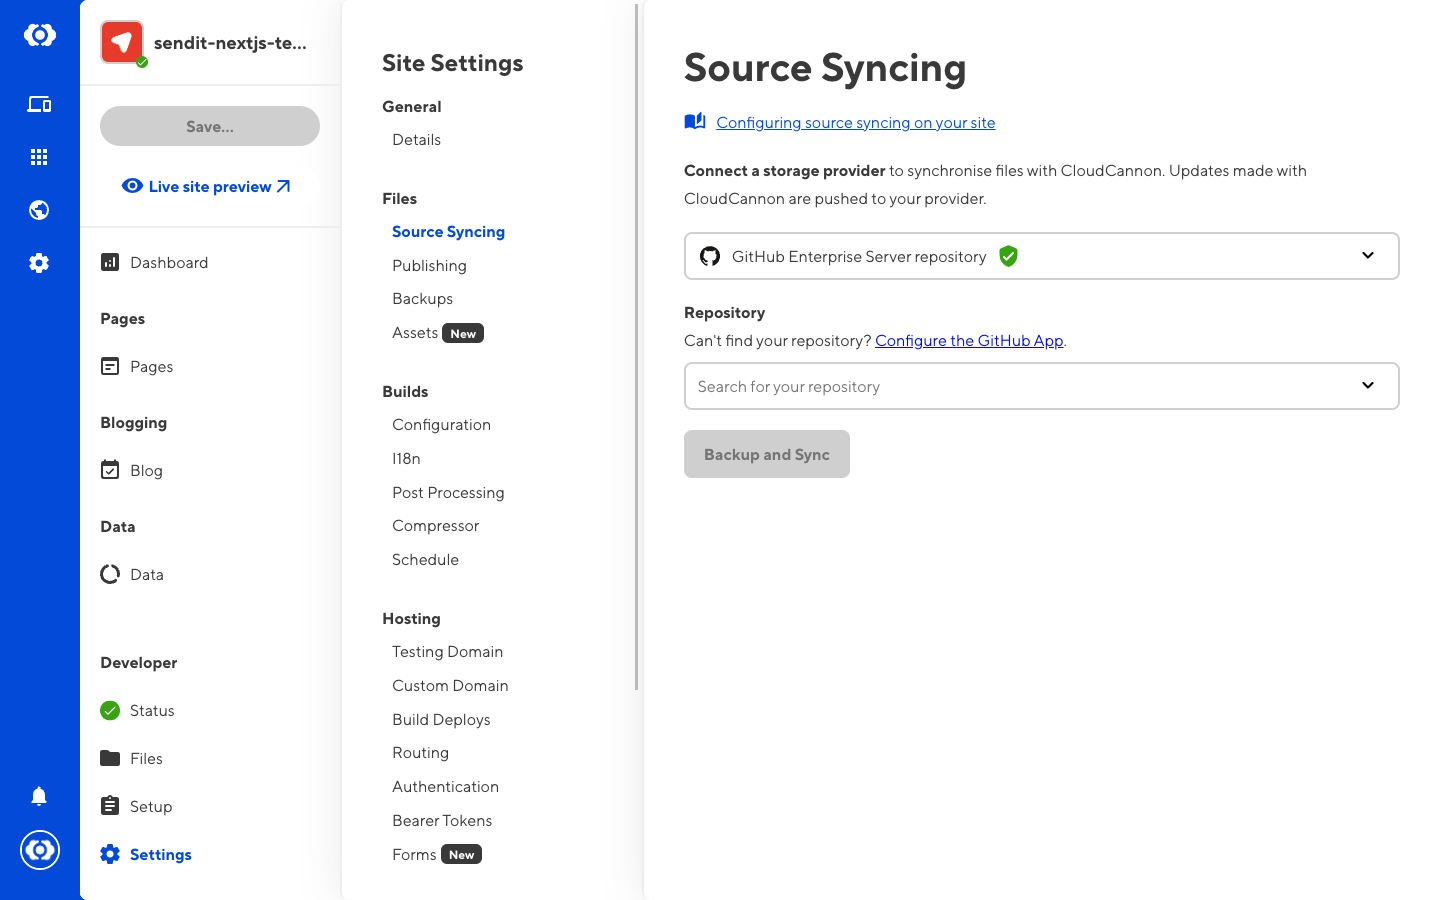 sendit-nextjs-te...
Save...
Live site preview
Dashboard
Pages
Pages
Blogging
Blog
Data
Data
Developer
Status
Files
Setup
Settings
Site Settings
General
Details
Files
Source Syncing
Publishing
Backups
Assets New
Builds
Configuration
I18n
Post Processing
Compressor
Schedule
Hosting
Testing Domain
Custom Domain
Build Deploys
Routing
Authentication
Bearer Tokens
Forms New
Source Syncing
Configuring source syncing on your site
Connect a storage provider to synchronise files with CloudCannon. Updates made with
CloudCannon are pushed to your provider.
GitHub Enterprise Server repository
Repository
Can't find your repository? Configure the GitHub App.
Search for your repository
Backup and Sync